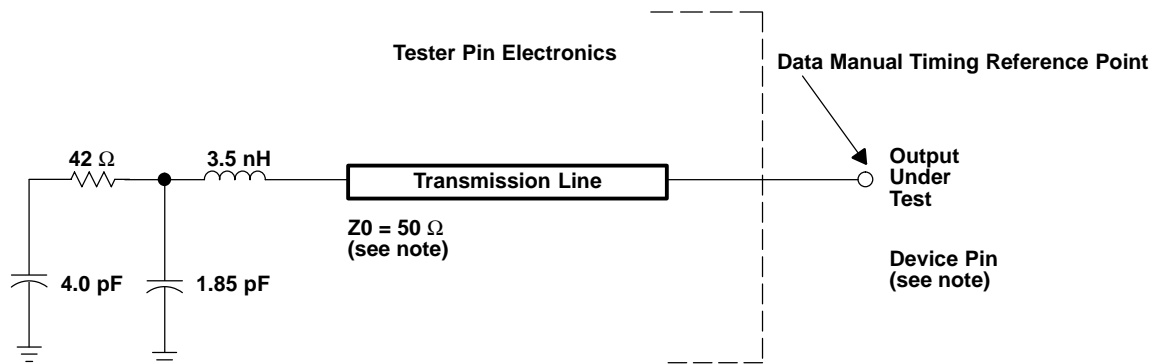 Tester Pin Electronics
Data Manual Timing Reference Point
42 Ω
3.5 nH
Transmission Line
Output
Under
Test
Z0 = 50 Ω
(see note)
Device Pin
(see note)
4.0 pF
1.85 pF